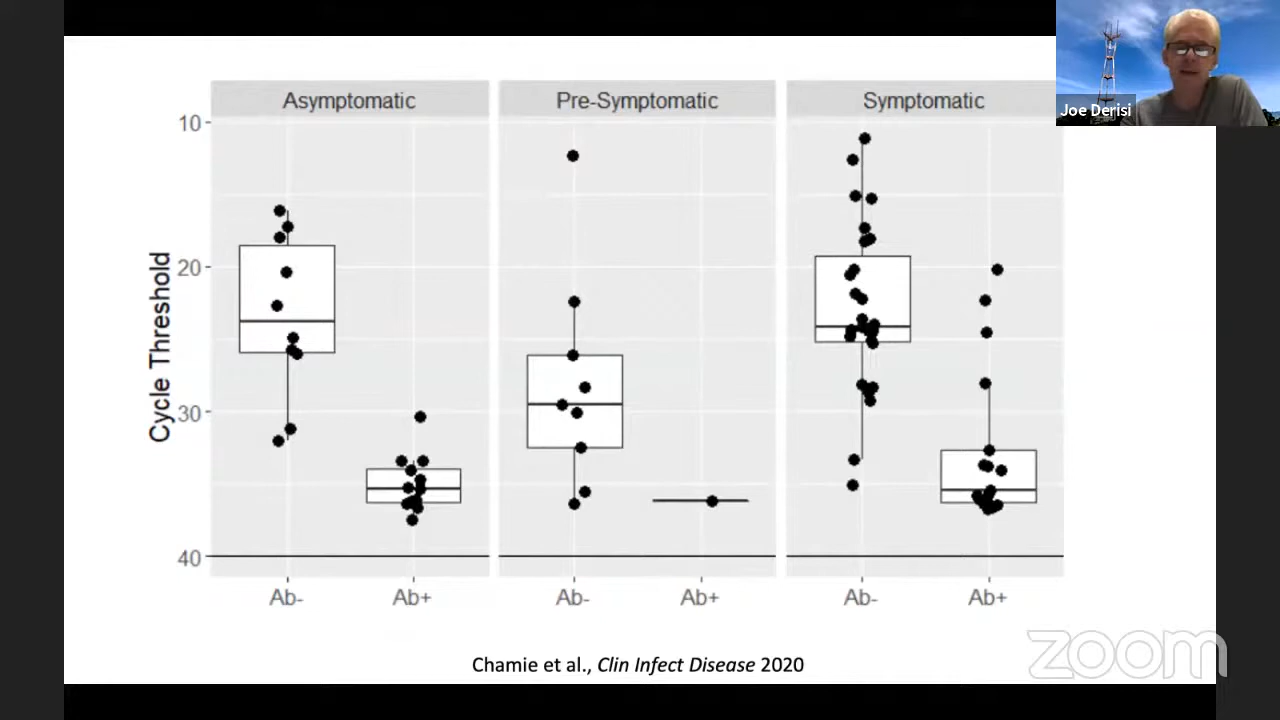 Joe Derisi
Asymptomatic
Pre-Symptomatic
Symptomatic
Cycle Threshold
10
20
30
40
Ab-
Ab+
Ab-
Ab+
Ab-
Ab+
Chamie et al., Clin Infect Disease 2020
zoom